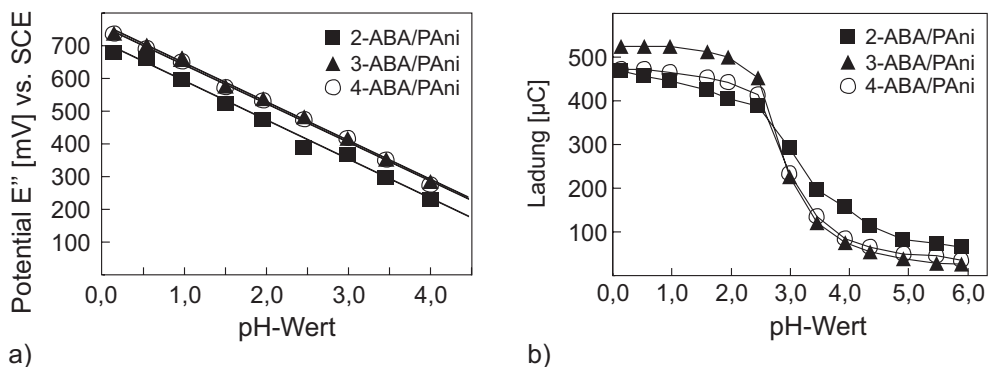 Potential E’’ [mV] vs. SCE
700
600
500
400
300
200
100
0,0 1,0 2,0 3,0 4,0
pH-Wert
2-ABA/PAni
3-ABA/PAni
4-ABA/PAni
a)
Ladung [µC]
500
400
300
200
100
0,0 1,0 2,0 3,0 4,0 5,0 6,0
pH-Wert
2-ABA/PAni
3-ABA/PAni
4-ABA/PAni
b)